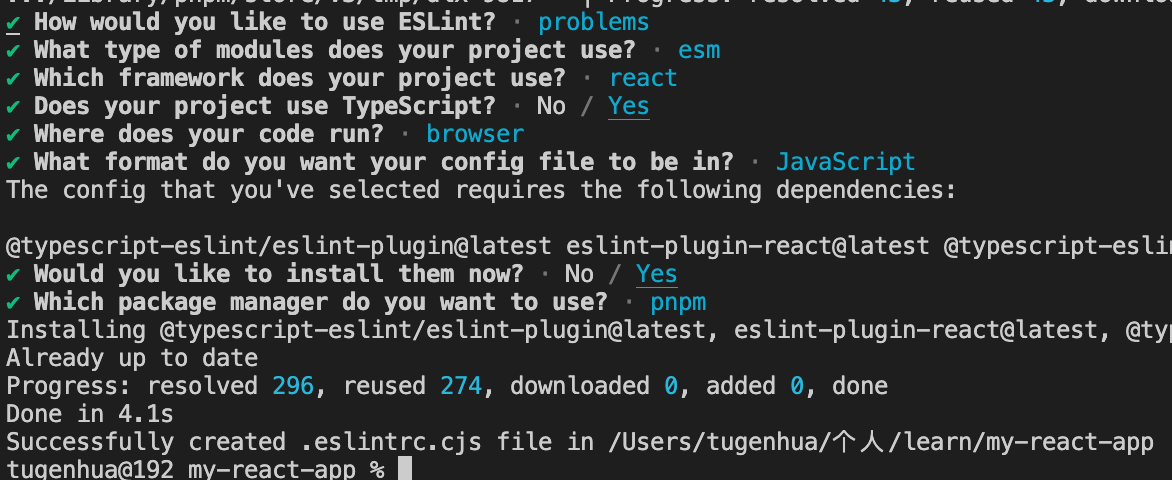 ✔ How would you like to use ESLint? · problems
✔ What type of modules does your project use? · esm
✔ Which framework does your project use? · react
✔ Does your project use TypeScript? · No / Yes
✔ Where does your code run? · browser
✔ What format do you want your config file to be in? · JavaScript
The config that you've selected requires the following dependencies:
@typescript-eslint/eslint-plugin@latest eslint-plugin-react@latest @typescript-eslin
✔ Would you like to install them now? · No / Yes
✔ Which package manager do you want to use? · pnpm
Installing @typescript-eslint/eslint-plugin@latest, eslint-plugin-react@latest, @typ
Already up to date
Progress: resolved 296, reused 274, downloaded 0, added 0, done
Done in 4.1s
Successfully created .eslintrc.cjs file in /Users/tugenhua/个人/learn/my-react-app
tugenhua@192 my-react-app %